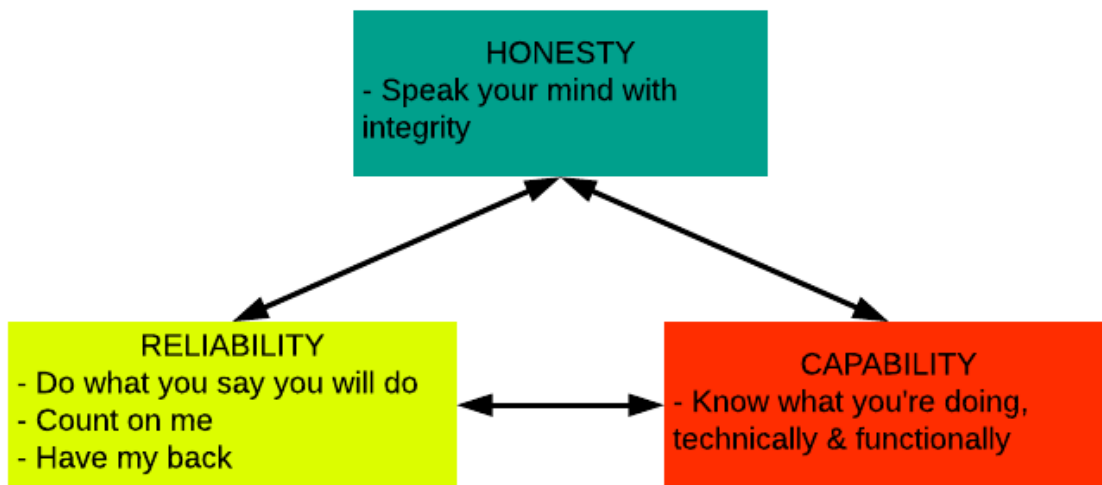 HONESTY
- Speak your mind with
integrity
RELIABILITY
- Do what you say you will do
- Count on me
- Have my back
CAPABILITY
- Know what you're doing,
technically & functionally